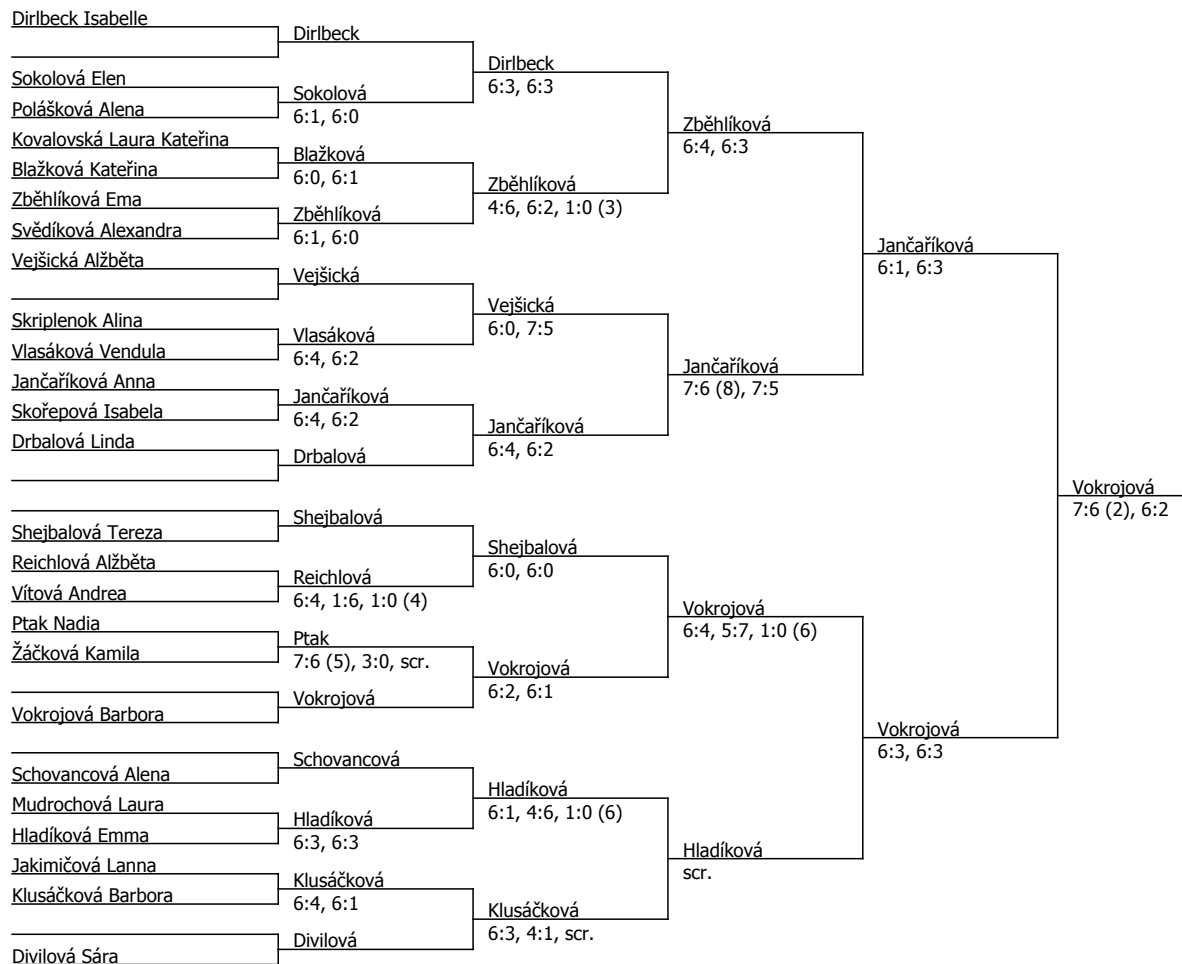 Dirlbeck Isabelle
Sokolová Elen
Polášková Alena
Kovalovská Laura Kateřina
Blažková Kateřina
Zběhlíková Ema
Svědíková Alexandra
Vejšická Alžběta
Skriplenok Alina
Vlasáková Vendula
Jančaříková Anna
Skořepová Isabela
Drbalová Linda
Shejbalová Tereza
Reichlová Alžběta
Vítová Andrea
Ptak Nadia
Žáčková Kamila
Vokrojová Barbora
Schovancová Alena
Mudrochová Laura
Hladíková Emma
Jakimičová Lanna
Klusáčková Barbora
Divilová Sára
Dirlbeck
Sokolová
6:1, 6:0
Blažková
6:0, 6:1
Zběhlíková
6:1, 6:0
Vejšická
Vlasáková
6:4, 6:2
Jančaříková
6:4, 6:2
Drbalová
Shejbalová
Reichlová
6:4, 1:6, 1:0 (4)
Ptak
7:6 (5), 3:0, scr.
Vokrojová
Schovancová
Hladíková
6:3, 6:3
Klusáčková
6:4, 6:1
Divilová
Dirlbeck
6:3, 6:3
Zběhlíková
4:6, 6:2, 1:0 (3)
Vejšická
6:0, 7:5
Jančaříková
6:4, 6:2
Shejbalová
6:0, 6:0
Vokrojová
6:2, 6:1
Hladíková
6:1, 4:6, 1:0 (6)
Klusáčková
6:3, 4:1, scr.
Zběhlíková
6:4, 6:3
Jančaříková
7:6 (8), 7:5
Vokrojová
6:4, 5:7, 1:0 (6)
Hladíková
scr.
Jančaříková
6:1, 6:3
Vokrojová
6:3, 6:3
Vokrojová
7:6 (2), 6:2